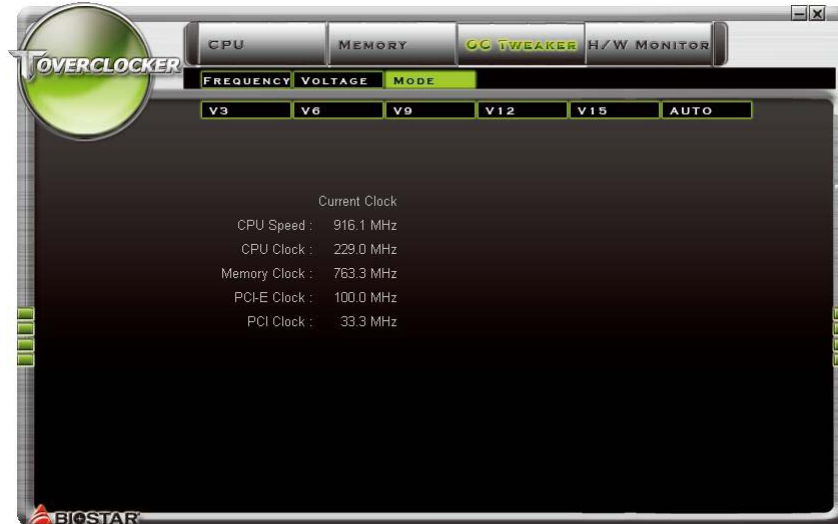 CPU MEMORY OC TWEAKER H/W MONITOR
TOVERCLOCKER
FREQUENCY VOLTAGE MODE
V3 V6 V9 V12 V15 AUTO
Current Clock
CPU Speed : 916.1 MHz
CPU Clock : 229.0 MHz
Memory Clock : 763.3 MHz
PCI-E Clock : 100.0 MHz
PCI Clock : 33.3 MHz
BIOSTAR